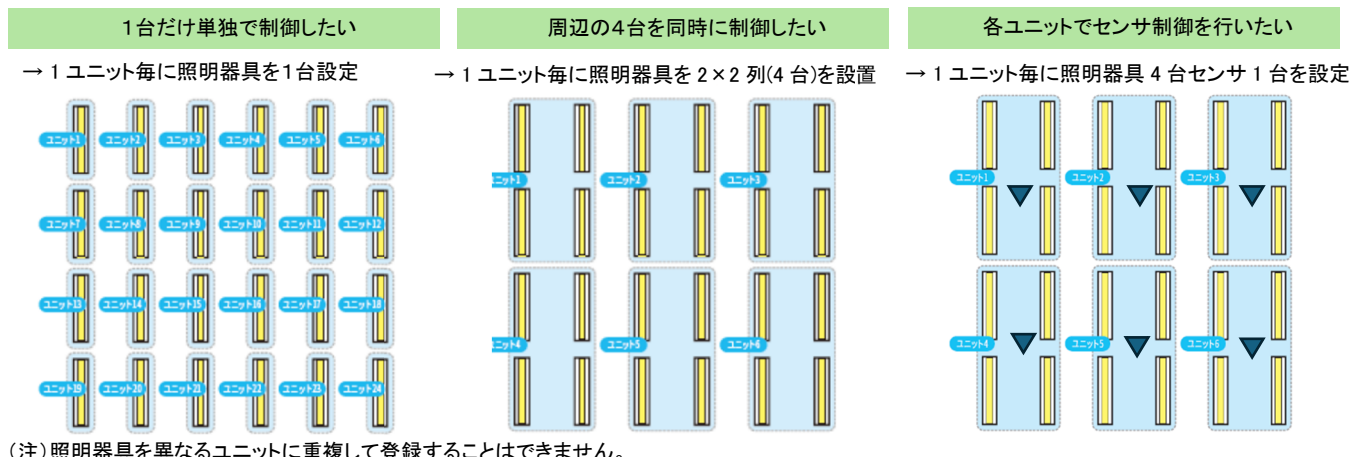 1台だけ単独で制御したい
→ 1 ユニット毎に照明器具を1台設定
ユニット1 ユニット2 ユニット3 ユニット4 ユニット5 ユニット6
ユニット7 ユニット8 ユニット9 ユニット10 ユニット11 ユニット12
ユニット13 ユニット14 ユニット15 ユニット16 ユニット17 ユニット18
ユニット19 ユニット20 ユニット21 ユニット22 ユニット23 ユニット24
周辺の4台を同時に制御したい
→ 1 ユニット毎に照明器具を 2×2 列(4 台)を設置
ユニット1 ユニット2 ユニット3
ユニット4 ユニット5 ユニット6
各ユニットでセンサ制御を行いたい
→ 1 ユニット毎に照明器具 4 台センサ 1 台を設定
ユニット1 ユニット2 ユニット3
ユニット4 ユニット5 ユニット6
(注)照明器具を異なるユニットに重複して登録することはできません。